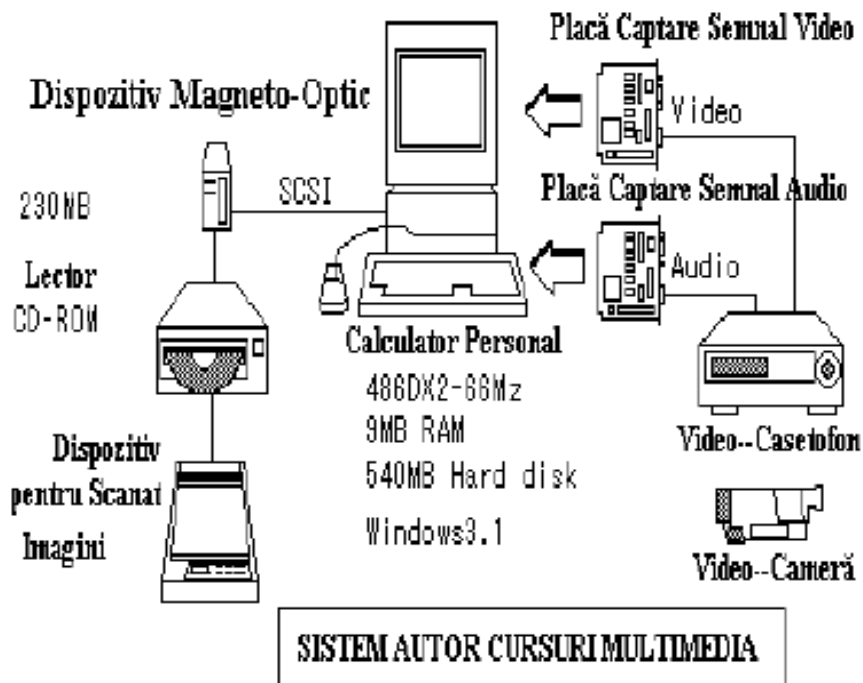 Placă Captare Semnal Video
Dispozitiv Magneto-Optic
Video
230MB
SCSI
Placă Captare Semnal Audio
Lector
CD-ROM
Audio
Calculator Personal
486DX2-66Mz
9MB RAM
540MB Hard disk
Windows3.1
Video--Casetofon
Dispozitiv
pentru Scanat
Imagini
Video--Cameră
SISTEM AUTOR CURSURI MULTIMEDIA